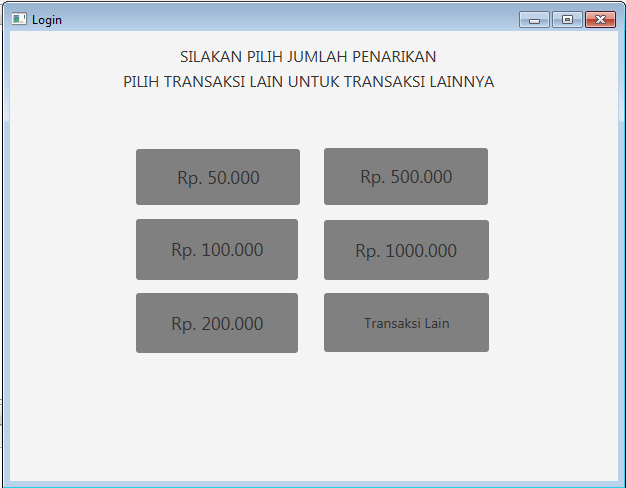 Login
SILAKAN PILIH JUMLAH PENARIKAN
PILIH TRANSAKSI LAIN UNTUK TRANSAKSI LAINNYA
Rp. 50.000
Rp. 500.000
Rp. 100.000
Rp. 1000.000
Rp. 200.000
Transaksi Lain